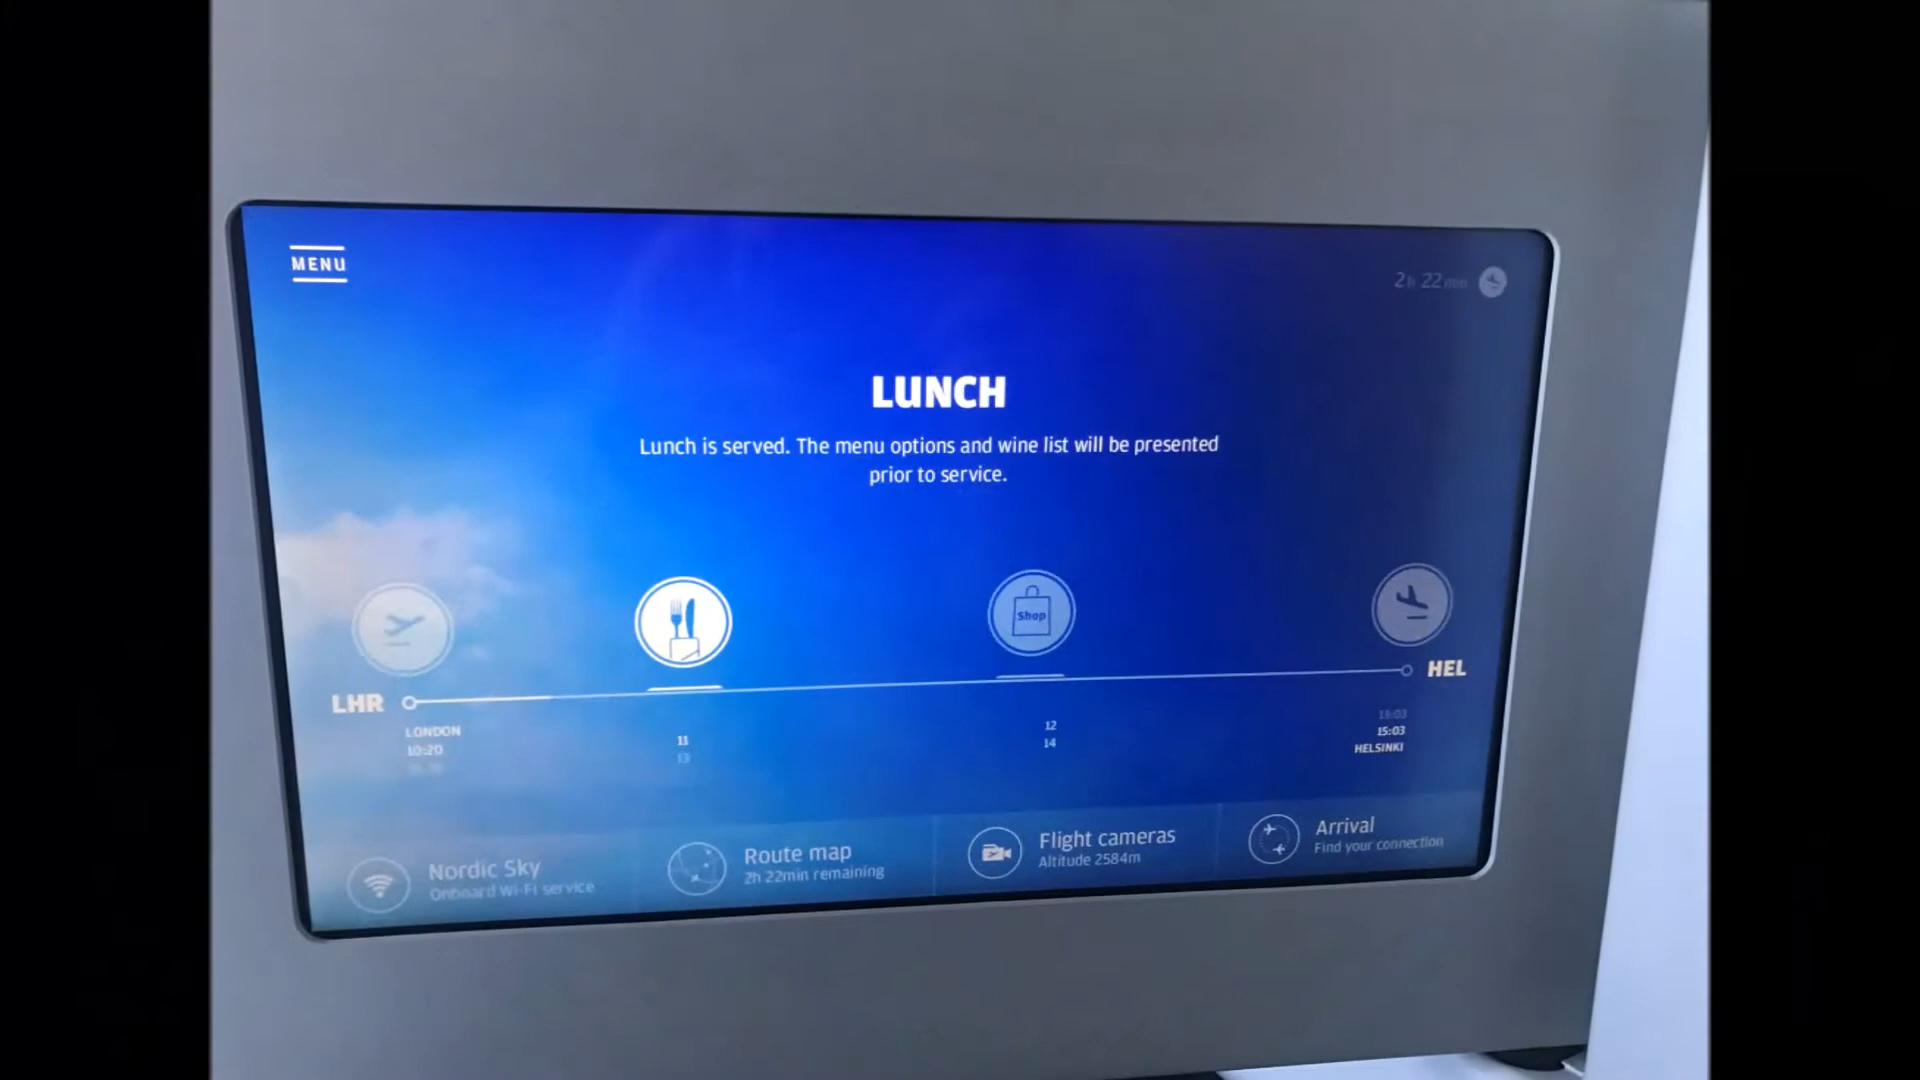 MENU
2h 22min
LUNCH
Lunch is served. The menu options and wine list will be presented
prior to service.
Shop
LHR
HEL
LONDON
10:20
11
13
12
14
15:03
HELSINKI
Nordic Sky
Onboard Wi-Fi service
Route map
2h 22min remaining
Flight cameras
Altitude 2584m
Arrival
Find your connection